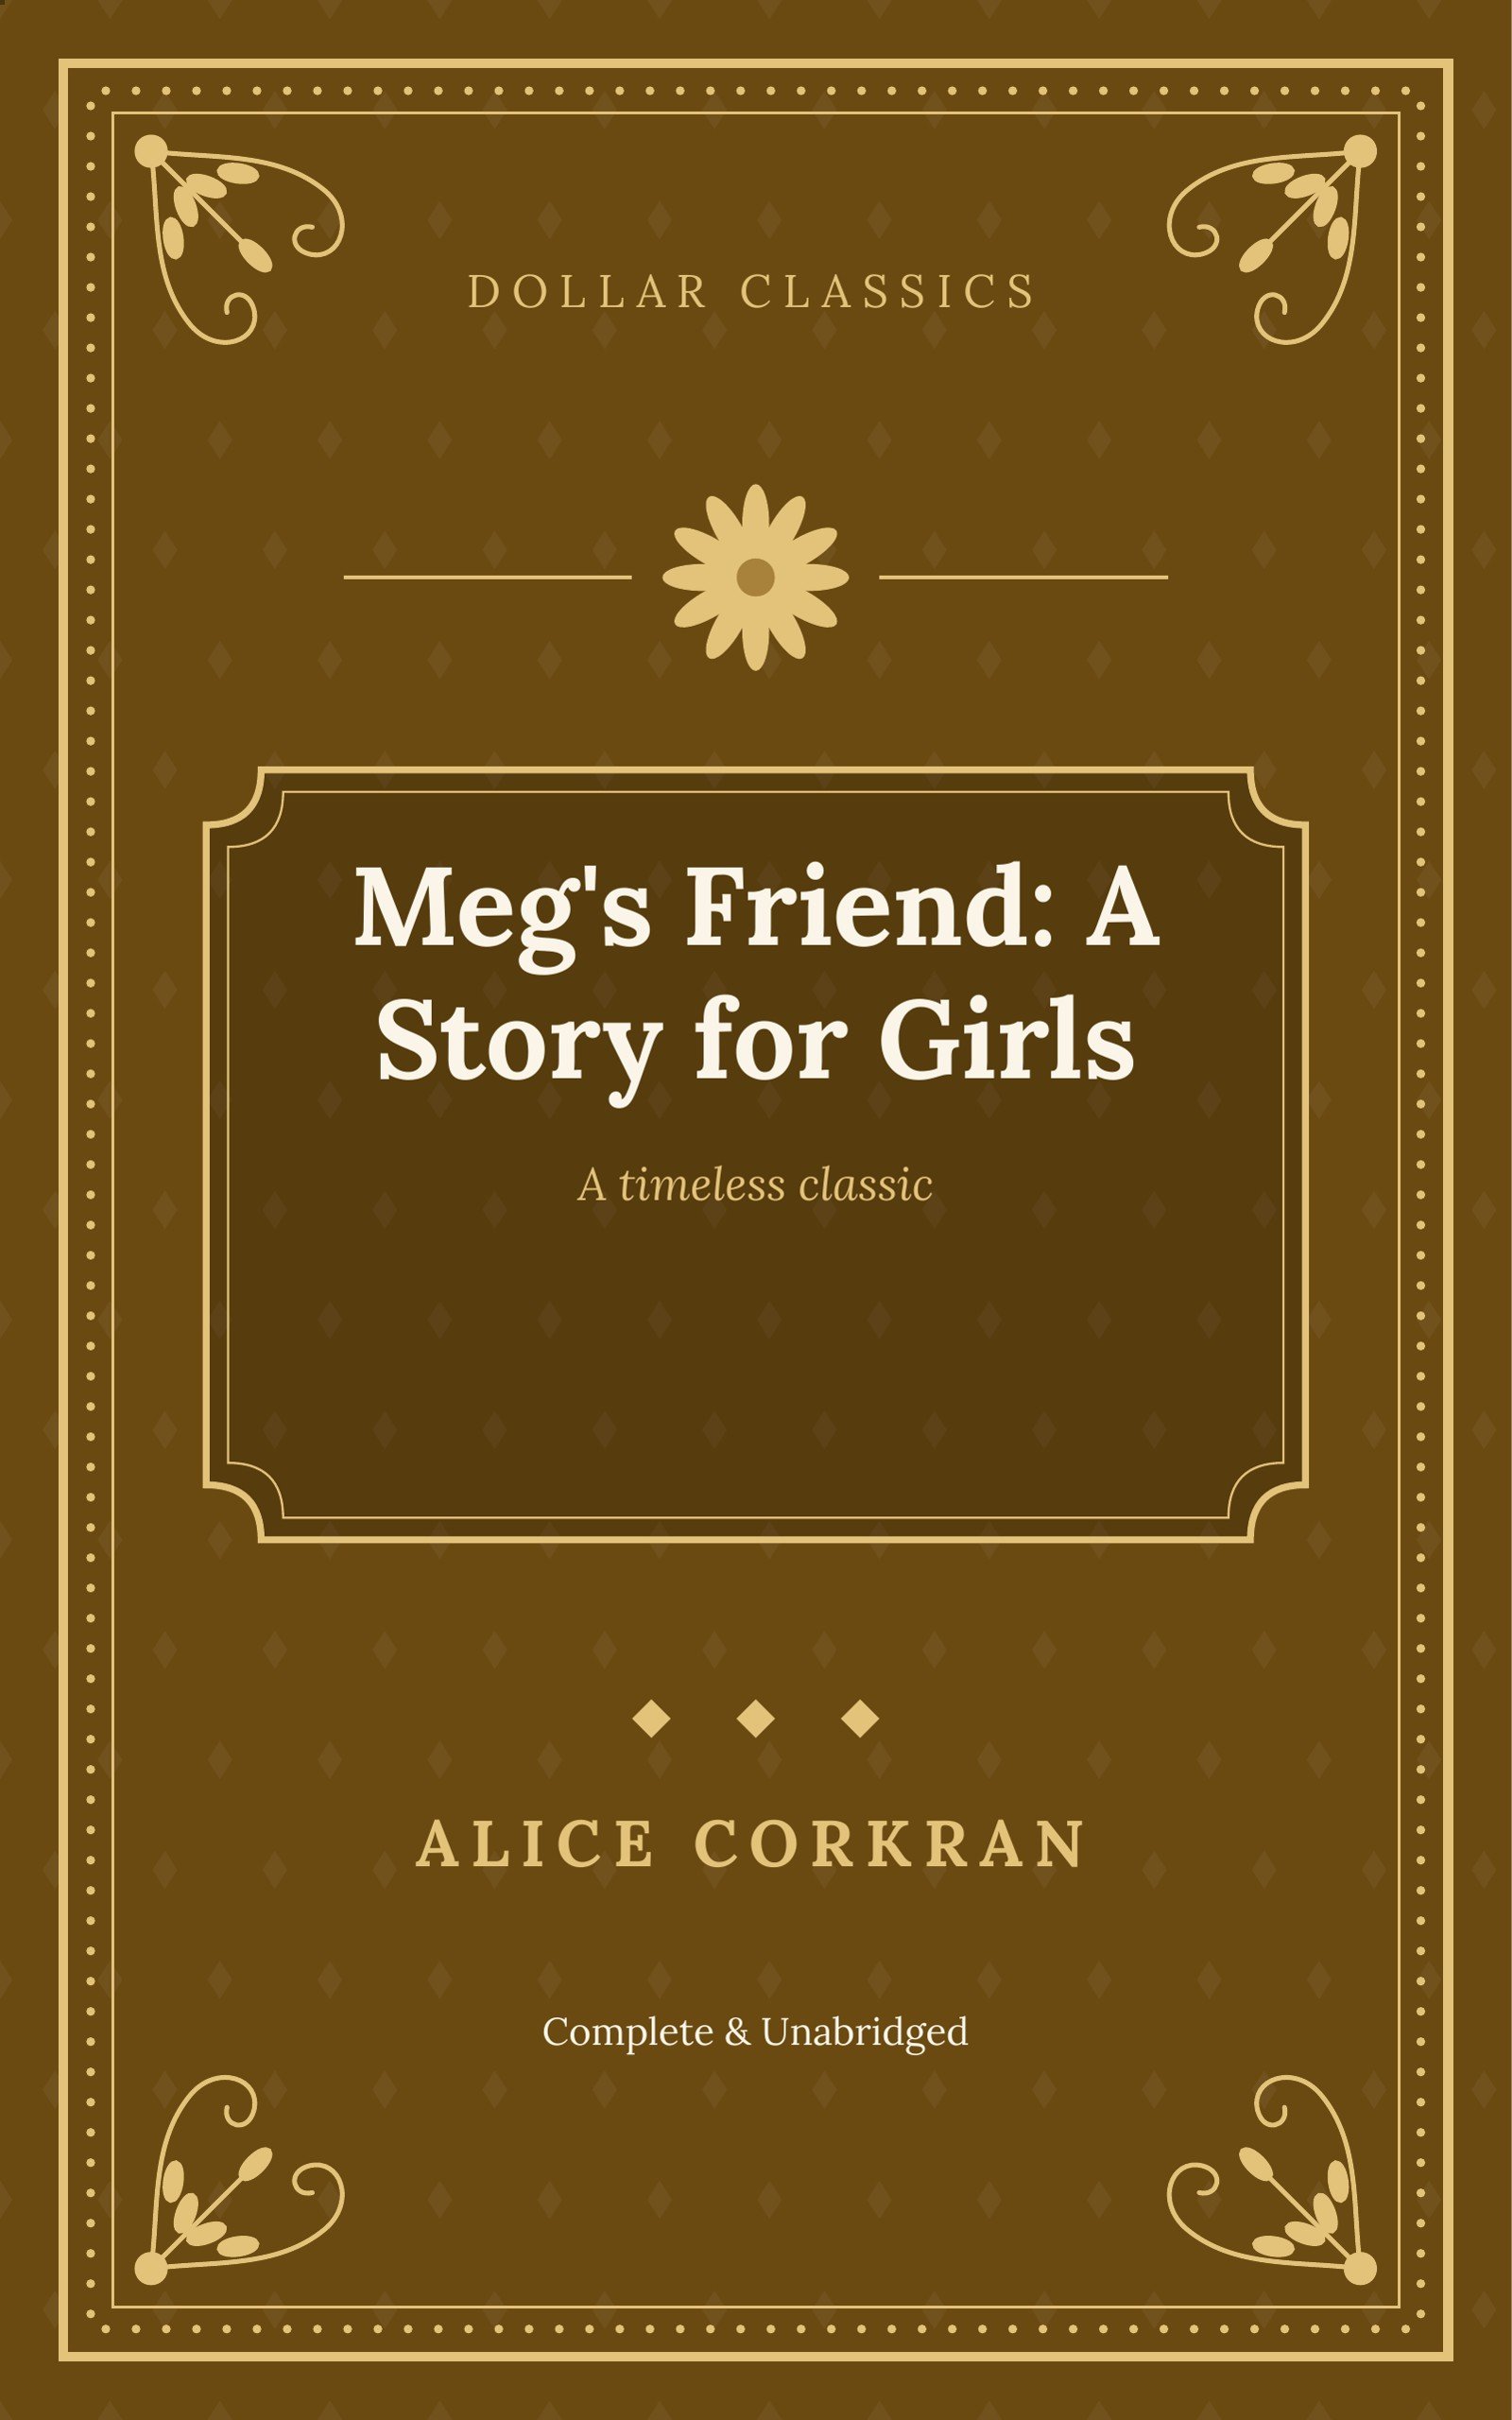 DOLLAR CLASSICS
Meg's Friend: A
Story for Girls
A timeless classic
ALICE CORKRAN
Complete & Unabridged